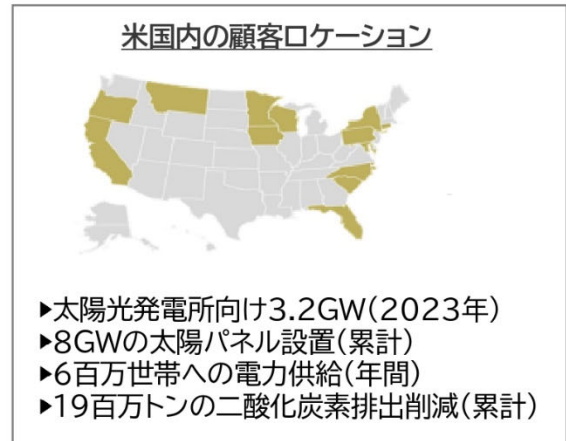 米国内の顧客ロケーション
▶太陽光発電所向け3.2GW(2023年)
▶8GWの太陽パネル設置(累計)
▶6百万世帯への電力供給(年間)
▶19百万トンの二酸化炭素排出削減(累計)